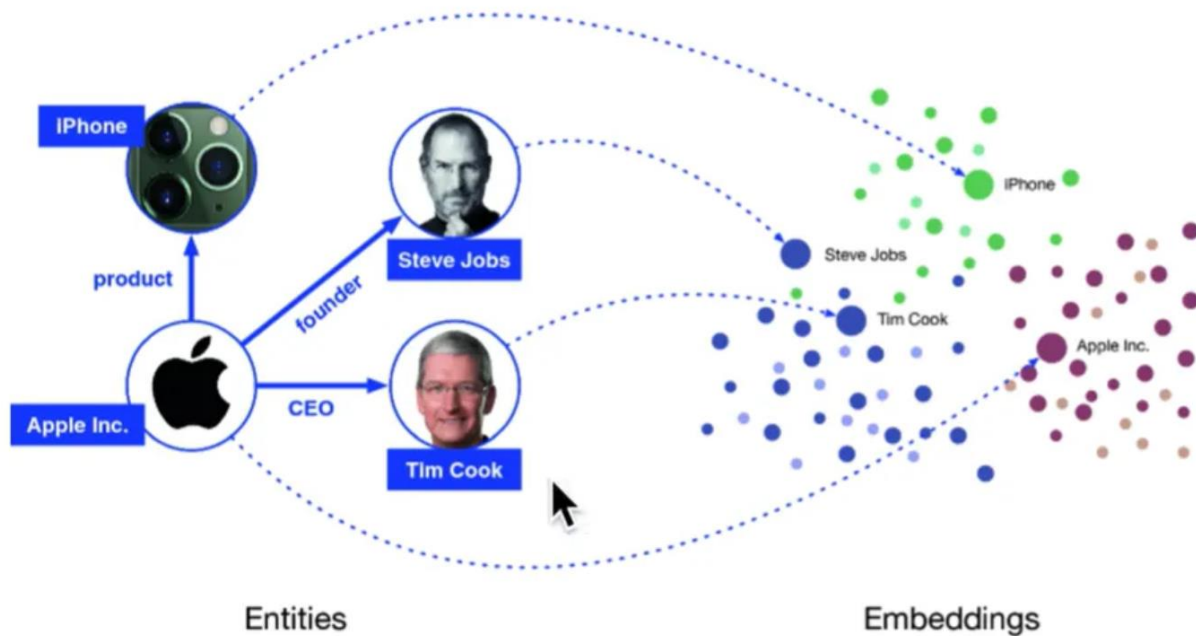 iPhone
Steve Jobs
product
founder
Apple Inc.
CEO
Tim Cook
iPhone
Steve Jobs
Tim Cook
Apple Inc.
Entities
Embeddings